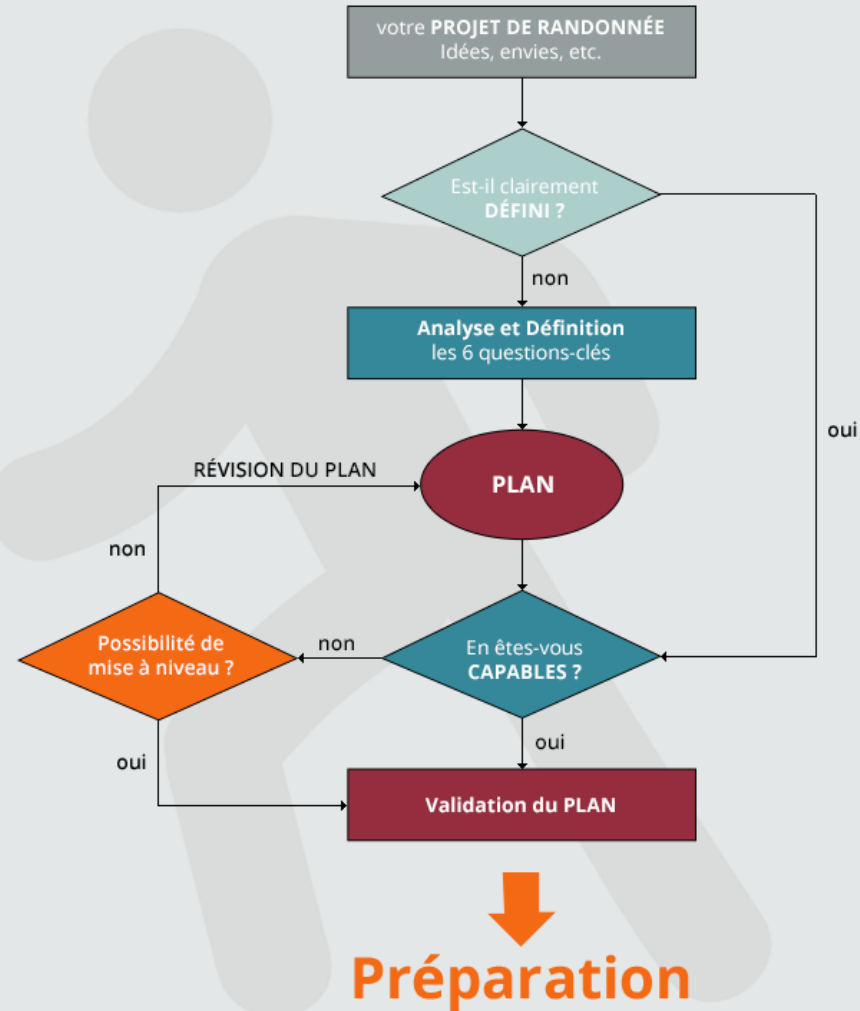 votre PROJET DE RANDONNÉE
Idées, envies, etc.
Est-il clairement
DÉFINI ?
non
Analyse et Définition
les 6 questions-clés
oui
RÉVISION DU PLAN
PLAN
non
Possibilité de
mise à niveau ?
non
En êtes-vous
CAPABLES ?
oui
oui
Validation du PLAN
Préparation